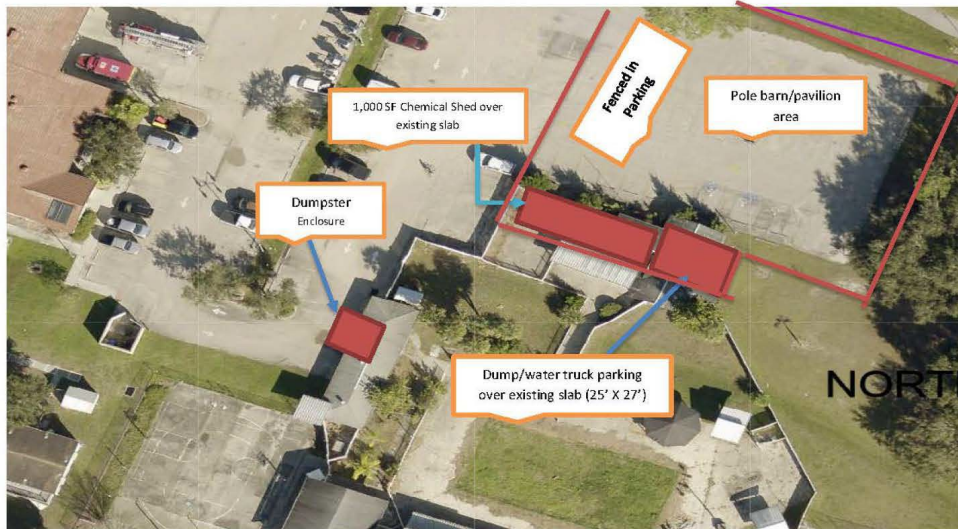 Fenced in
Parking
Pole barn/pavilion
area
1,000 SF Chemical Shed over
existing slab
Dumpster
Enclosure
Dump/water truck parking
over existing slab (25' X 27')
NORT